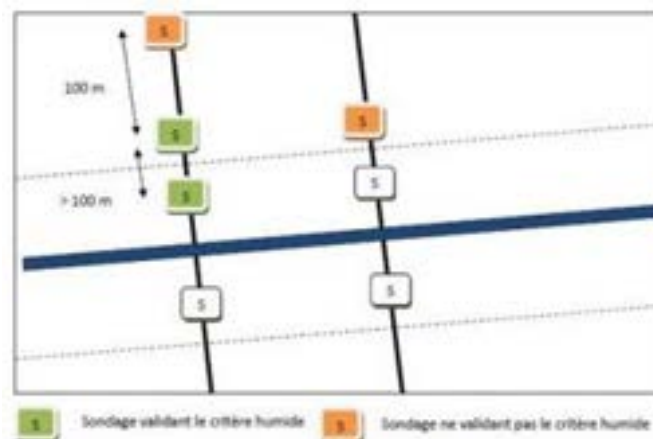 S
100 m
S
S
S
> 100 m
S
S
S
S
S Sondage validant le critère humide S Sondage ne validant pas le critère humide